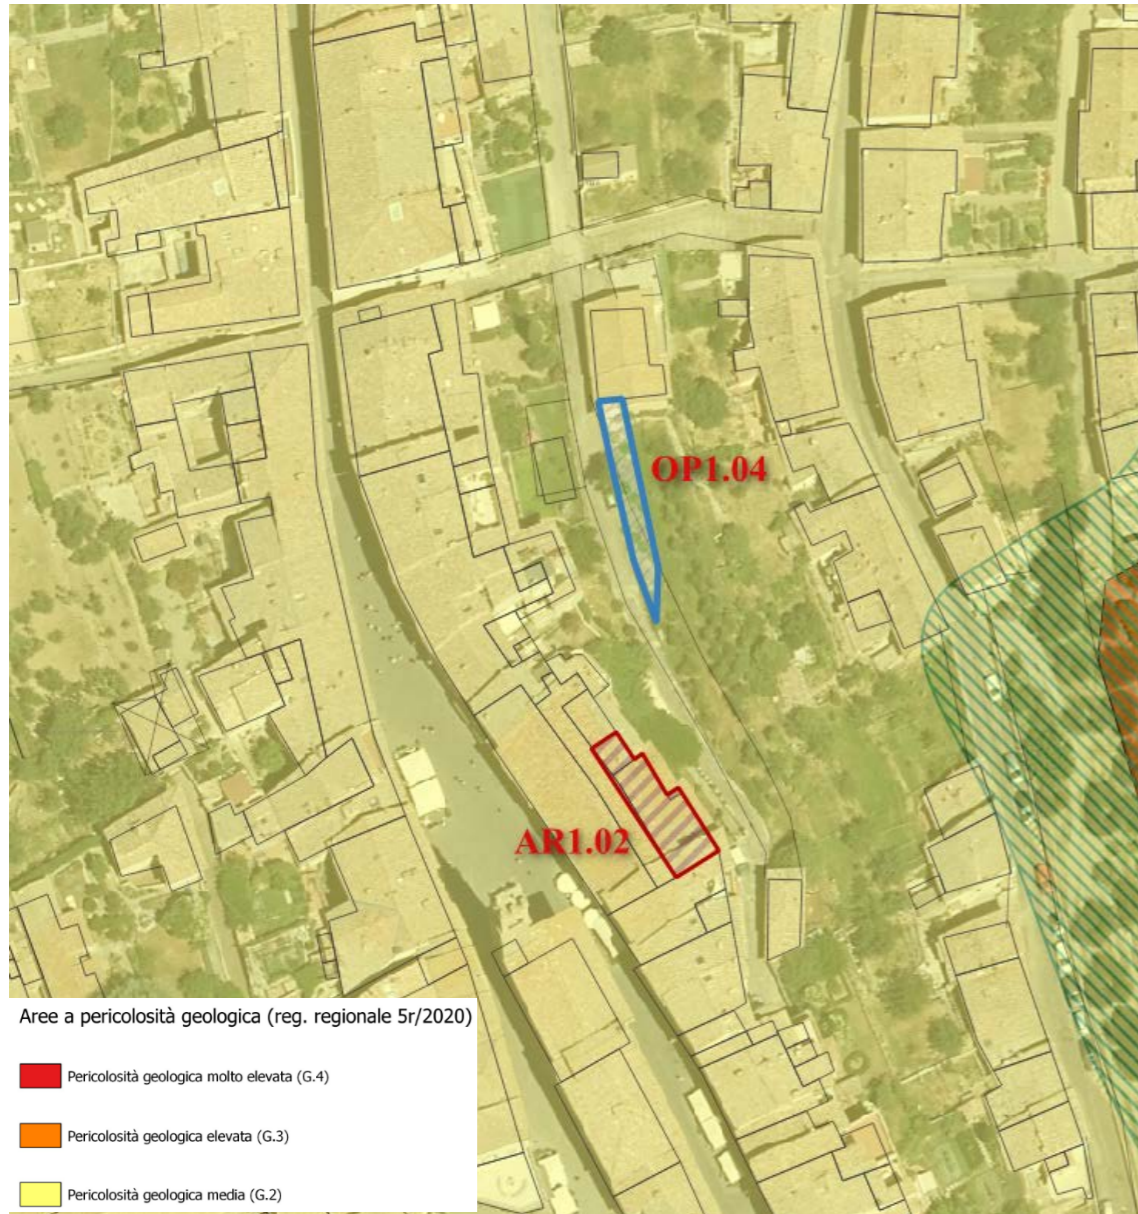 OP1.04
AR1.02
Aree a pericolosità geologica (reg. regionale 5r/2020)
Pericolosità geologica molto elevata (G.4)
Pericolosità geologica elevata (G.3)
Pericolosità geologica media (G.2)